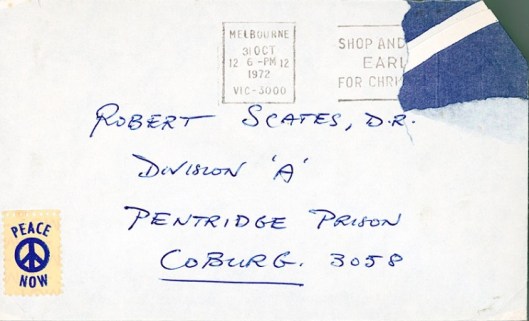 MELBOURNE
31 OCT
12 6-PM 12
1972
VIC-3000
SHOP AND
EARL
FOR CHRI
ROBERT SCATES, D.R.
DIVISION 'A'
PENTRIDGE PRISON
COBURG. 3058
PEACE
NOW